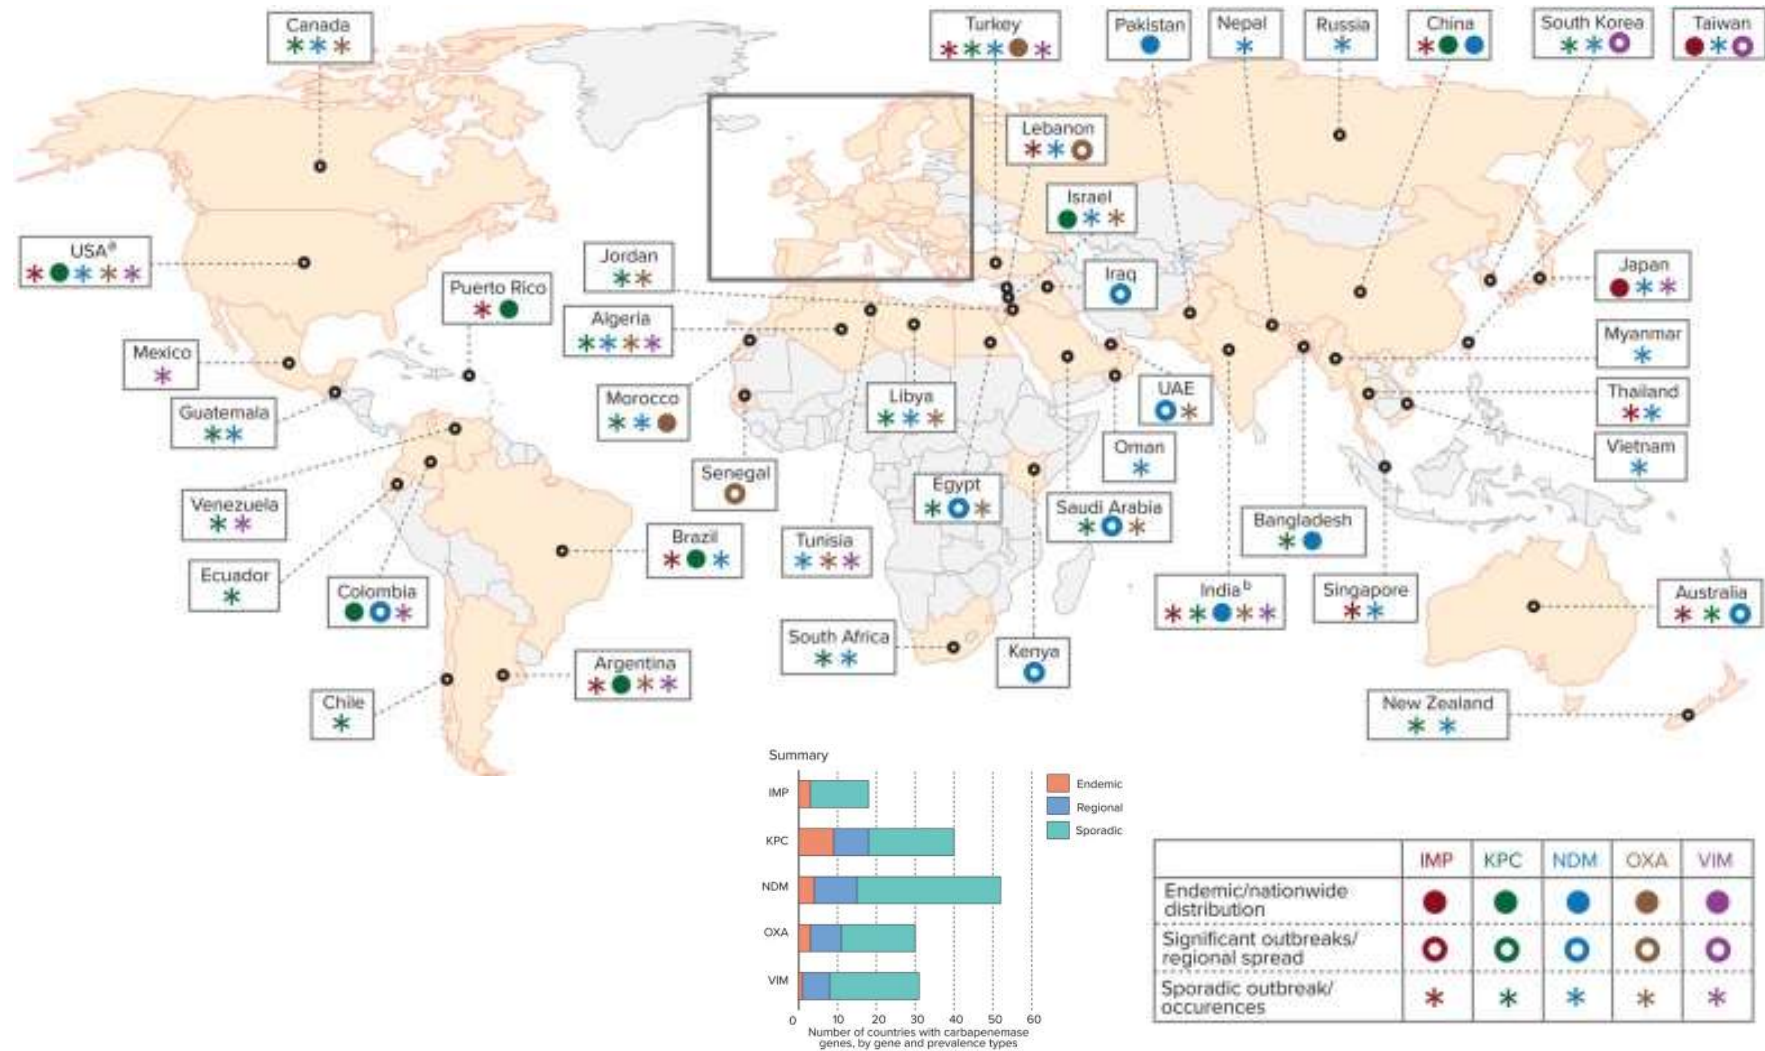 Canada
Turkey
Pakistan
Nepal
Russia
China
South Korea
Taiwan
Lebanon
Israel
USAª
Jordan
Iraq
Japan
Puerto Rico
Algeria
Myanmar
Mexico
Morocco
Libya
UAE
Thailand
Guatemala
Oman
Vietnam
Senegal
Egypt
Venezuela
Saudi Arabia
Bangladesh
Brazil
Tunisia
Ecuador
Colombia
Indiaᵇ
Singapore
Australia
South Africa
Kenya
Argentina
Chile
New Zealand
Summary
IMP
KPC
NDM
OXA
VIM
0 10 20 30 40 50 60
Number of countries with carbapenemase
genes, by gene and prevalence types
Endemic
Regional
Sporadic
IMP KPC NDM OXA VIM
Endemic/nationwide
distribution
Significant outbreaks/
regional spread
Sporadic outbreak/
occurences